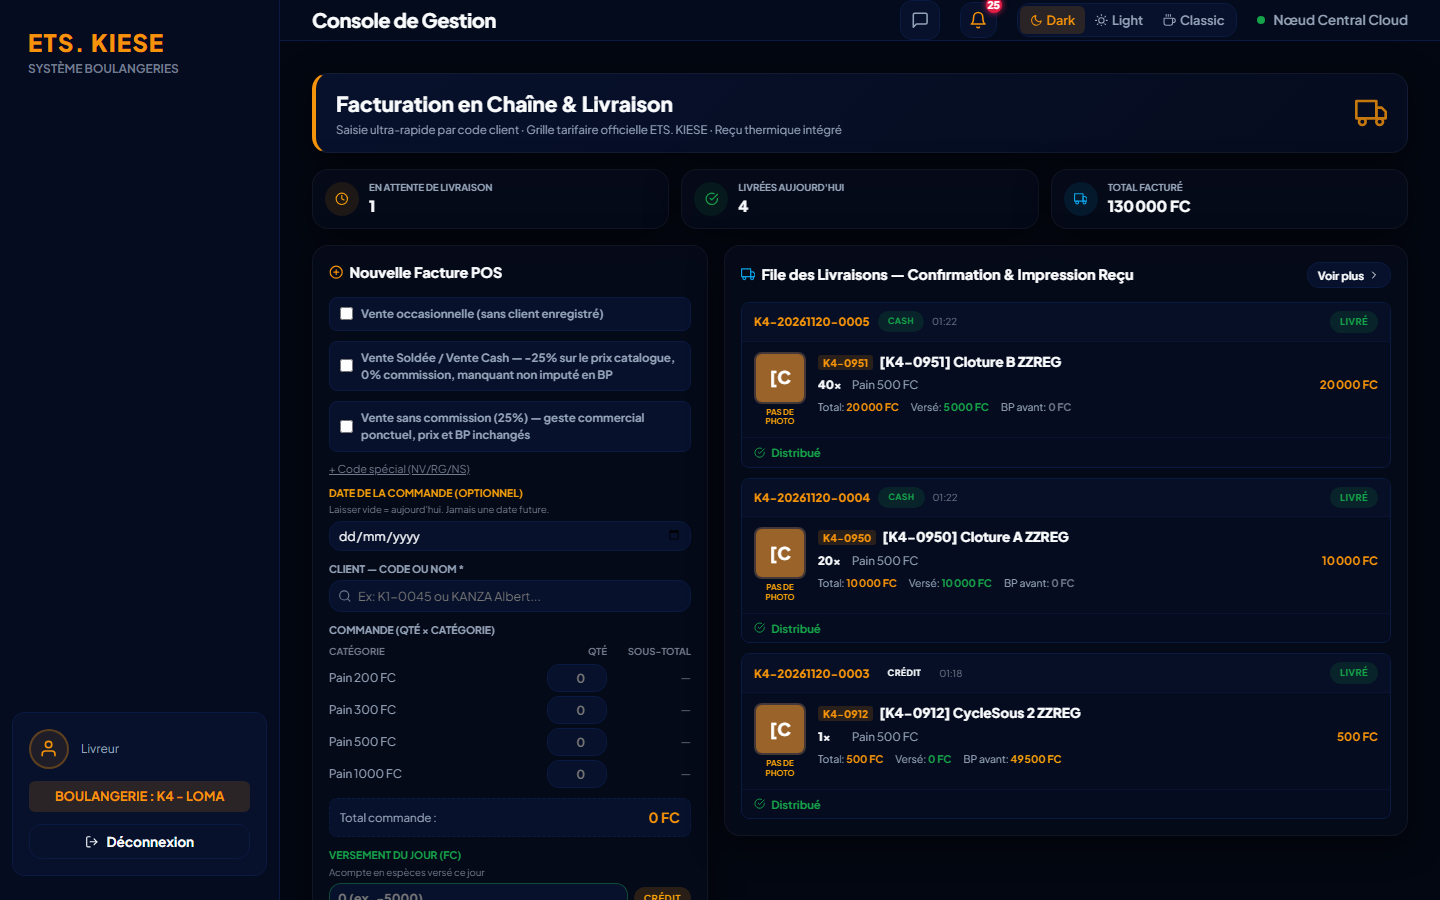 ETS. KIESE
SYSTÈME BOULANGERIES
Livreur
BOULANGERIE : K4 - LOMA
Déconnexion
Console de Gestion
25
Dark
Light
Classic
Nœud Central Cloud
Facturation en Chaîne & Livraison
Saisie ultra-rapide par code client · Grille tarifaire officielle ETS. KIESE · Reçu thermique intégré
EN ATTENTE DE LIVRAISON
1
LIVRÉES AUJOURD'HUI
4
TOTAL FACTURÉ
130 000 FC
Nouvelle Facture POS
Vente occasionnelle (sans client enregistré)
Vente Soldée / Vente Cash — -25% sur le prix catalogue,
0% commission, manquant non imputé en BP
Vente sans commission (25%) — geste commercial
ponctuel, prix et BP inchangés
+ Code spécial (NV/RG/NS)
DATE DE LA COMMANDE (OPTIONNEL)
Laisser vide = aujourd'hui. Jamais une date future.
dd/mm/yyyy
CLIENT — CODE OU NOM *
Ex: K1-0045 ou KANZA Albert...
COMMANDE (QTÉ × CATÉGORIE)
CATÉGORIE QTÉ SOUS-TOTAL
Pain 200 FC 0 —
Pain 300 FC 0 —
Pain 500 FC 0 —
Pain 1000 FC 0 —
Total commande : 0 FC
VERSEMENT DU JOUR (FC)
Acompte en espèces versé ce jour
0 (ex. -5000) CRÉDIT
File des Livraisons — Confirmation & Impression Reçu
Voir plus
K4-20261120-0005 CASH 01:22 LIVRÉ
[C
PAS DE
PHOTO
K4-0951 [K4-0951] Cloture B ZZREG
40× Pain 500 FC 20 000 FC
Total: 20 000 FC Versé: 5 000 FC BP avant: 0 FC
Distribué
K4-20261120-0004 CASH 01:22 LIVRÉ
[C
PAS DE
PHOTO
K4-0950 [K4-0950] Cloture A ZZREG
20× Pain 500 FC 10 000 FC
Total: 10 000 FC Versé: 10 000 FC BP avant: 0 FC
Distribué
K4-20261120-0003 CRÉDIT 01:18 LIVRÉ
[C
PAS DE
PHOTO
K4-0912 [K4-0912] CycleSous 2 ZZREG
1× Pain 500 FC 500 FC
Total: 500 FC Versé: 0 FC BP avant: 49 500 FC
Distribué